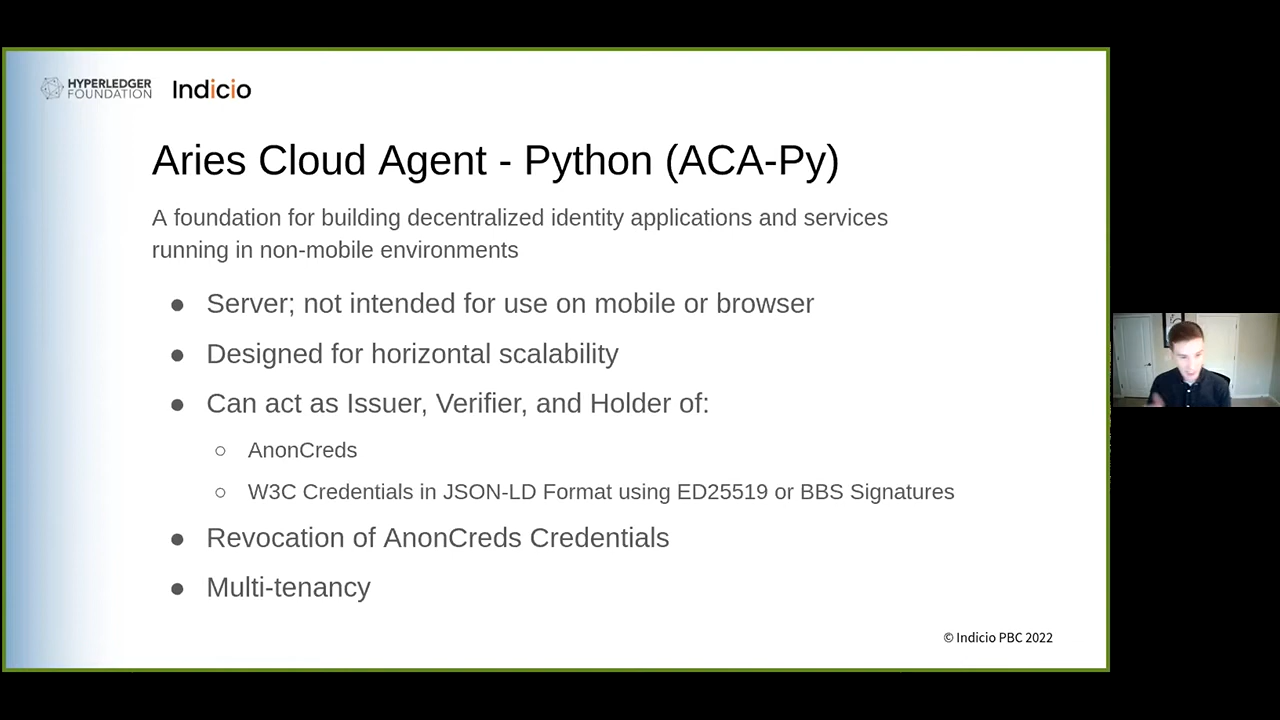 HYPERLEDGER
FOUNDATION
Indicio
Aries Cloud Agent - Python (ACA-Py)
A foundation for building decentralized identity applications and services
running in non-mobile environments
● Server; not intended for use on mobile or browser
● Designed for horizontal scalability
● Can act as Issuer, Verifier, and Holder of:
○ AnonCreds
○ W3C Credentials in JSON-LD Format using ED25519 or BBS Signatures
● Revocation of AnonCreds Credentials
● Multi-tenancy
© Indicio PBC 2022